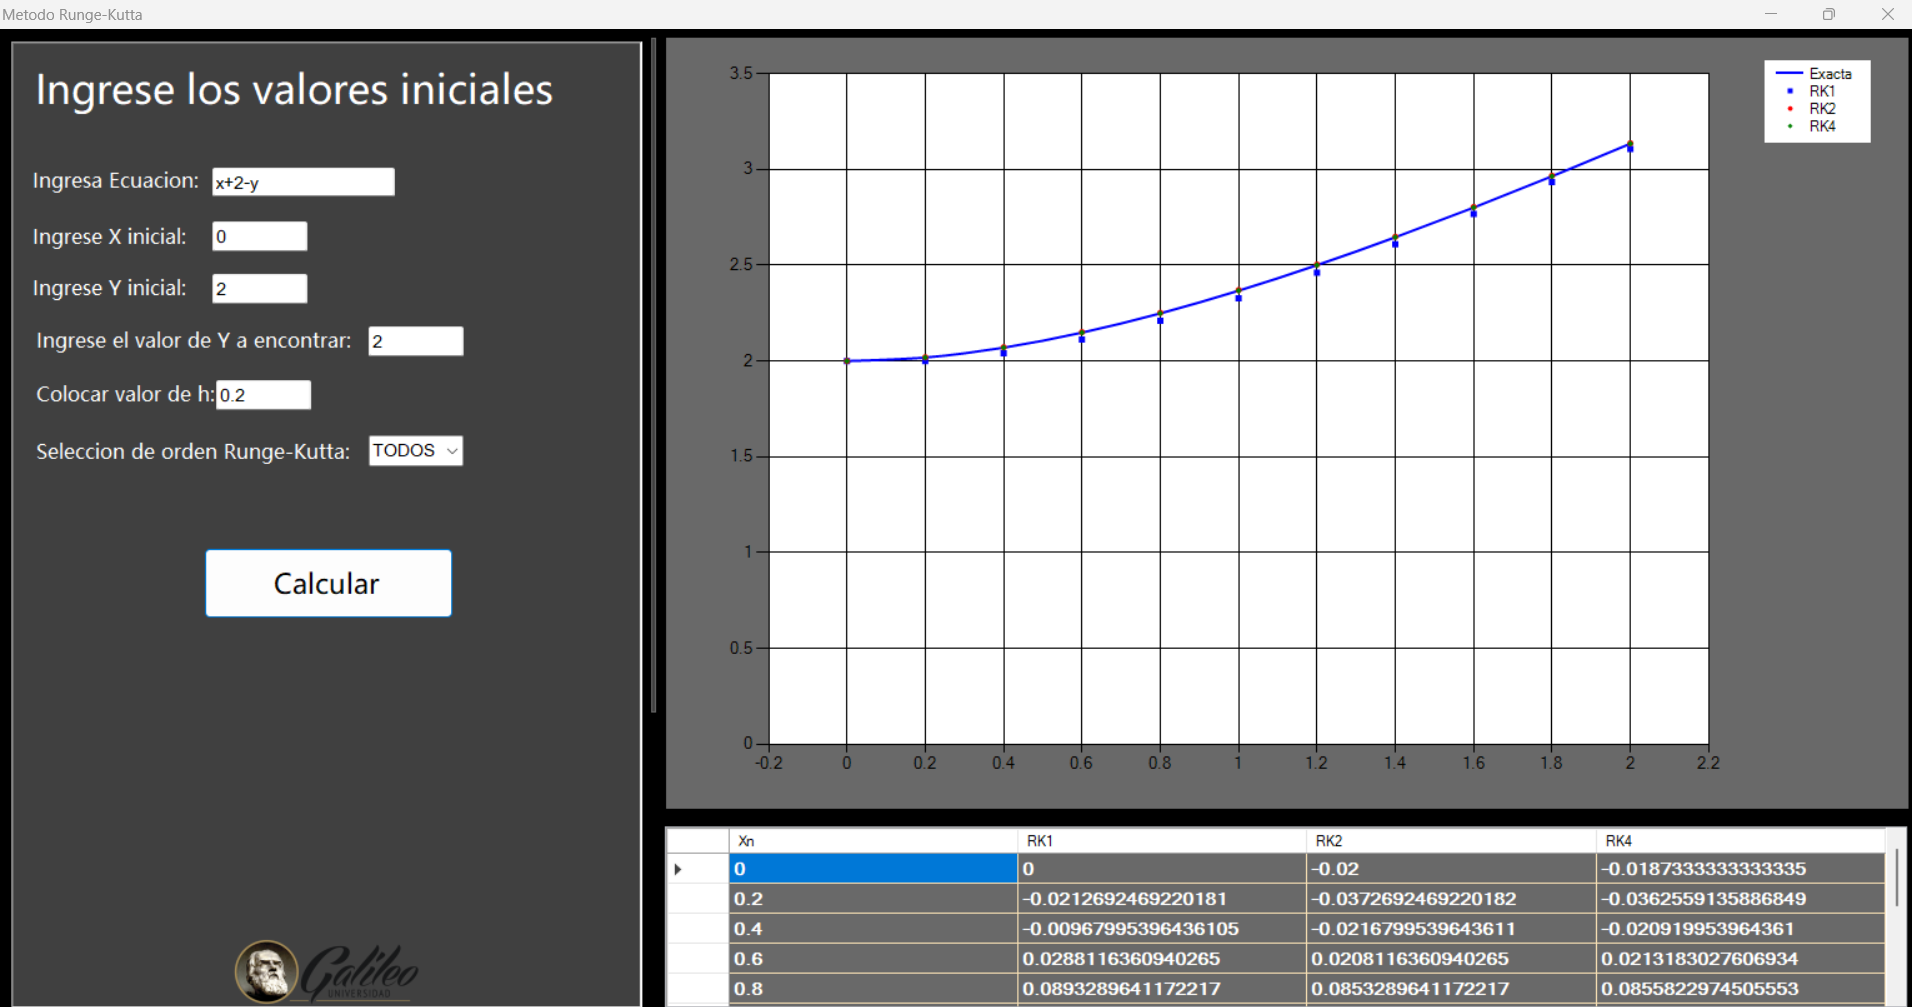 Metodo Runge-Kutta
Ingrese los valores iniciales
Ingresa Ecuacion: x+2-y
Ingrese X inicial: 0
Ingrese Y inicial: 2
Ingrese el valor de Y a encontrar: 2
Colocar valor de h: 0.2
Seleccion de orden Runge-Kutta: TODOS
Calcular
Galileo
UNIVERSIDAD
3.5
3
2.5
2
1.5
1
0.5
0
-0.2 0 0.2 0.4 0.6 0.8 1 1.2 1.4 1.6 1.8 2 2.2
Exacta
RK1
RK2
RK4
Xn RK1 RK2 RK4
0 0 -0.02 -0.0187333333333335
0.2 -0.0212692469220181 -0.0372692469220182 -0.0362559135886849
0.4 -0.00967995396436105 -0.0216799539643611 -0.020919953964361
0.6 0.0288116360940265 0.0208116360940265 0.0213183027606934
0.8 0.0893289641172217 0.0853289641172217 0.0855822974505553